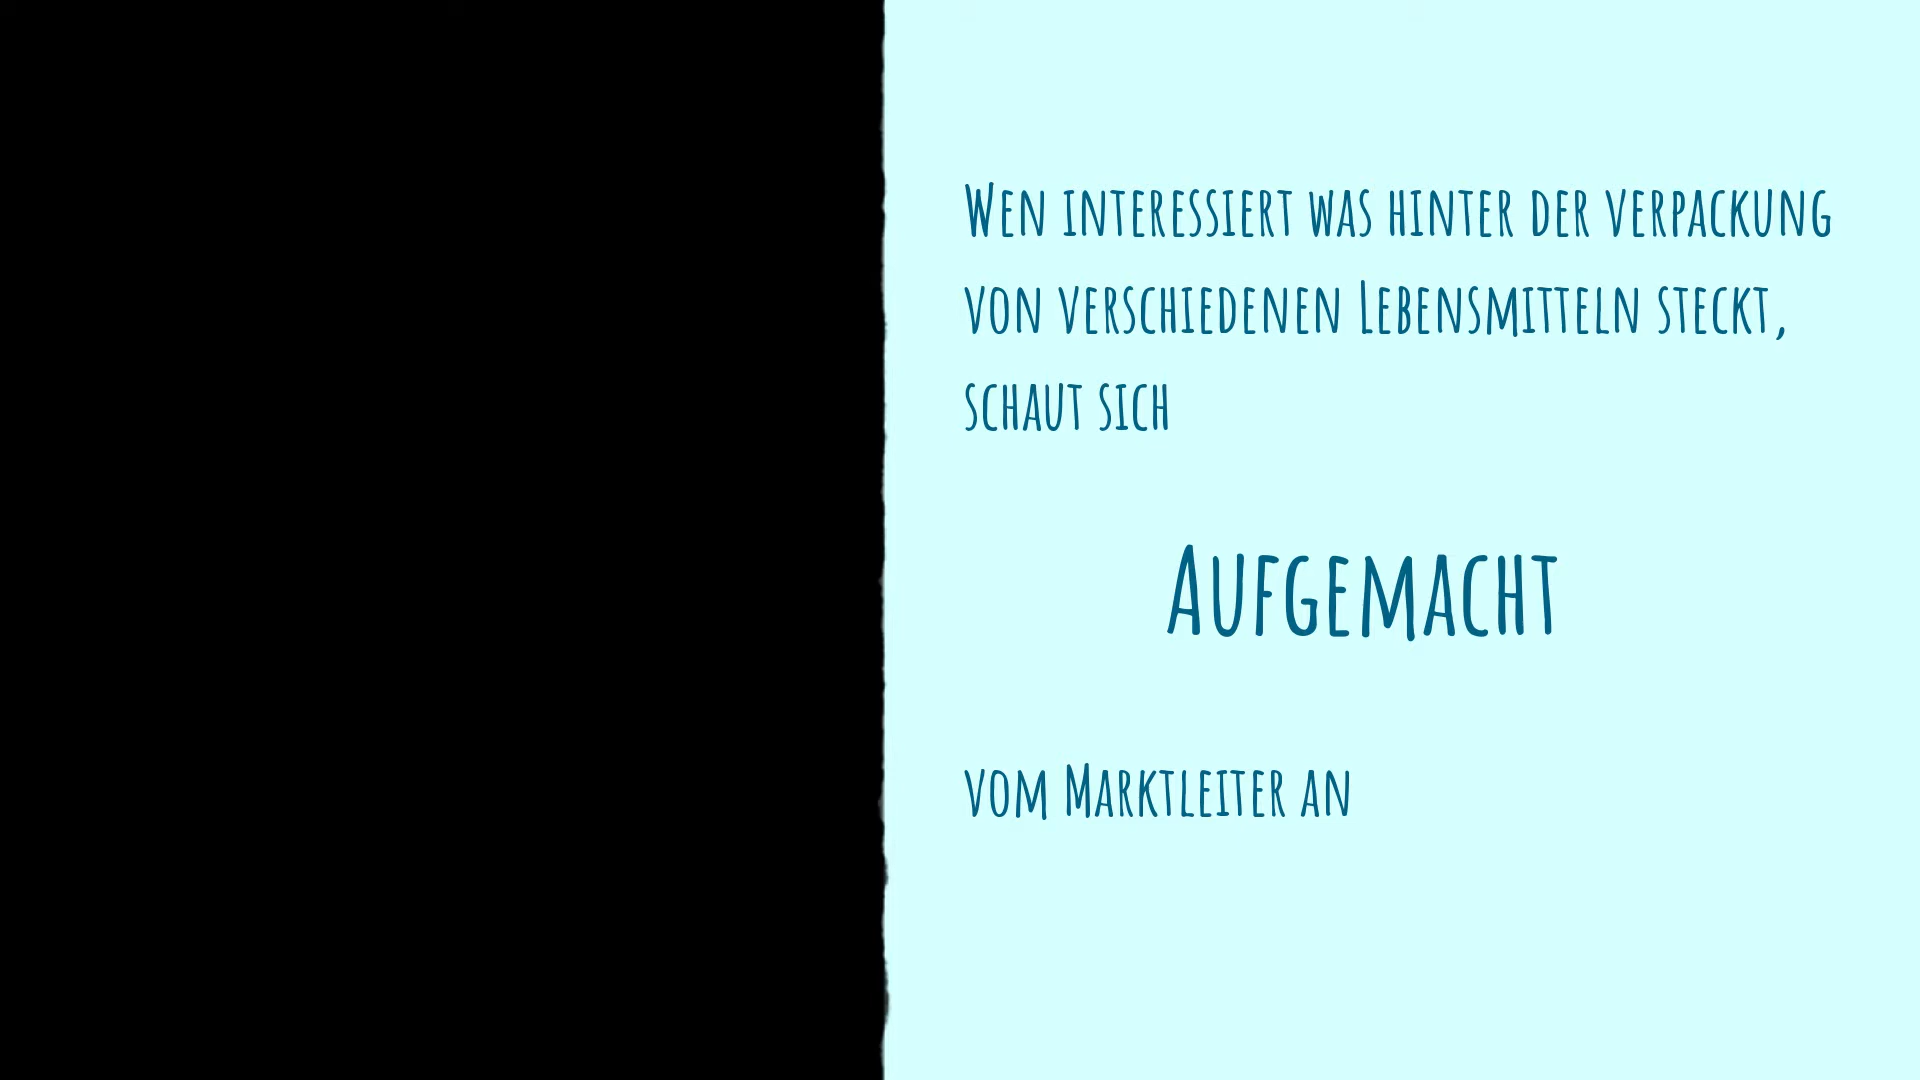 Wen interessiert was hinter der Verpackung
von verschiedenen Lebensmitteln steckt,
schaut sich
Aufgemacht
vom Marktleiter an